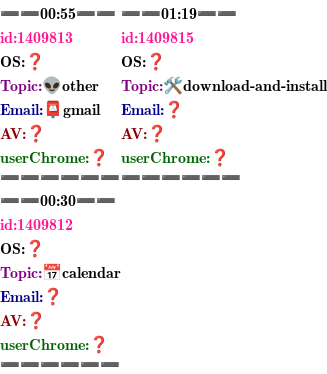 ➖➖00:55➖➖
id:1409813
OS:❓
Topic:👽other
Email:📮gmail
AV:❓
userChrome:❓
➖➖➖➖➖➖
➖➖01:19➖➖
id:1409815
OS:❓
Topic:🛠️download-and-install
Email:❓
AV:❓
userChrome:❓
➖➖➖➖➖➖
➖➖00:30➖➖
id:1409812
OS:❓
Topic:📅calendar
Email:❓
AV:❓
userChrome:❓
➖➖➖➖➖➖